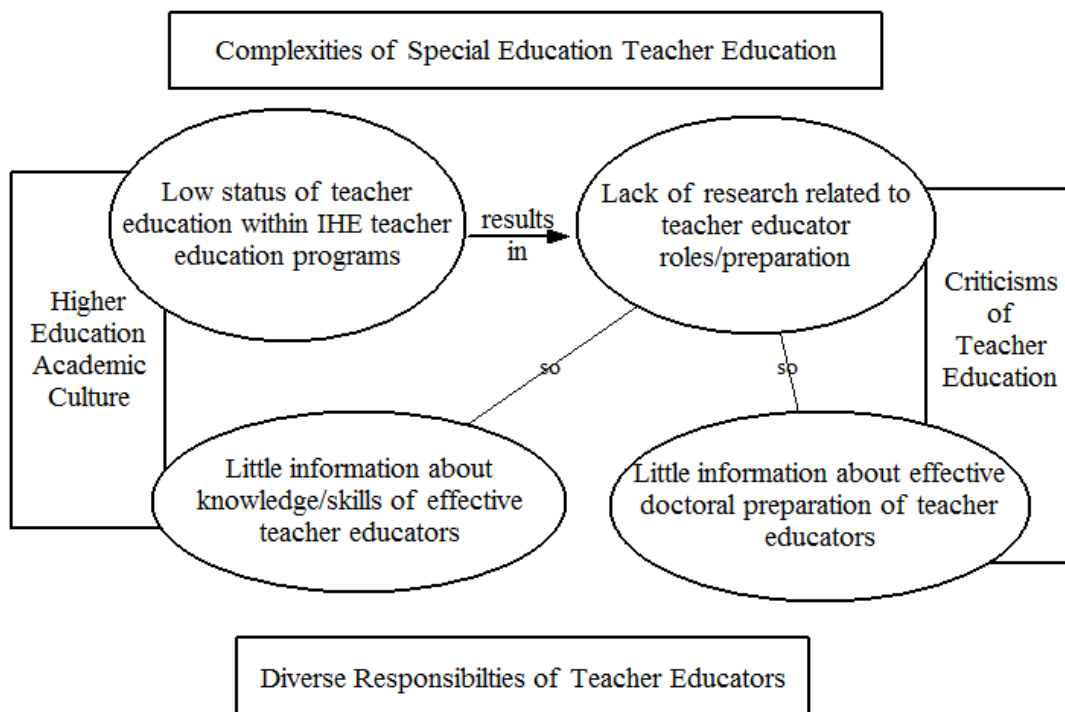 Complexities of Special Education Teacher Education
Low status of teacher
education within IHE teacher
education programs
results
in
Lack of research related to
teacher educator
roles/preparation
Higher
Education
Academic
Culture
Criticisms
of
Teacher
Education
so
so
Little information about
knowledge/skills of effective
teacher educators
Little information about effective
doctoral preparation of teacher
educators
Diverse Responsibilties of Teacher Educators